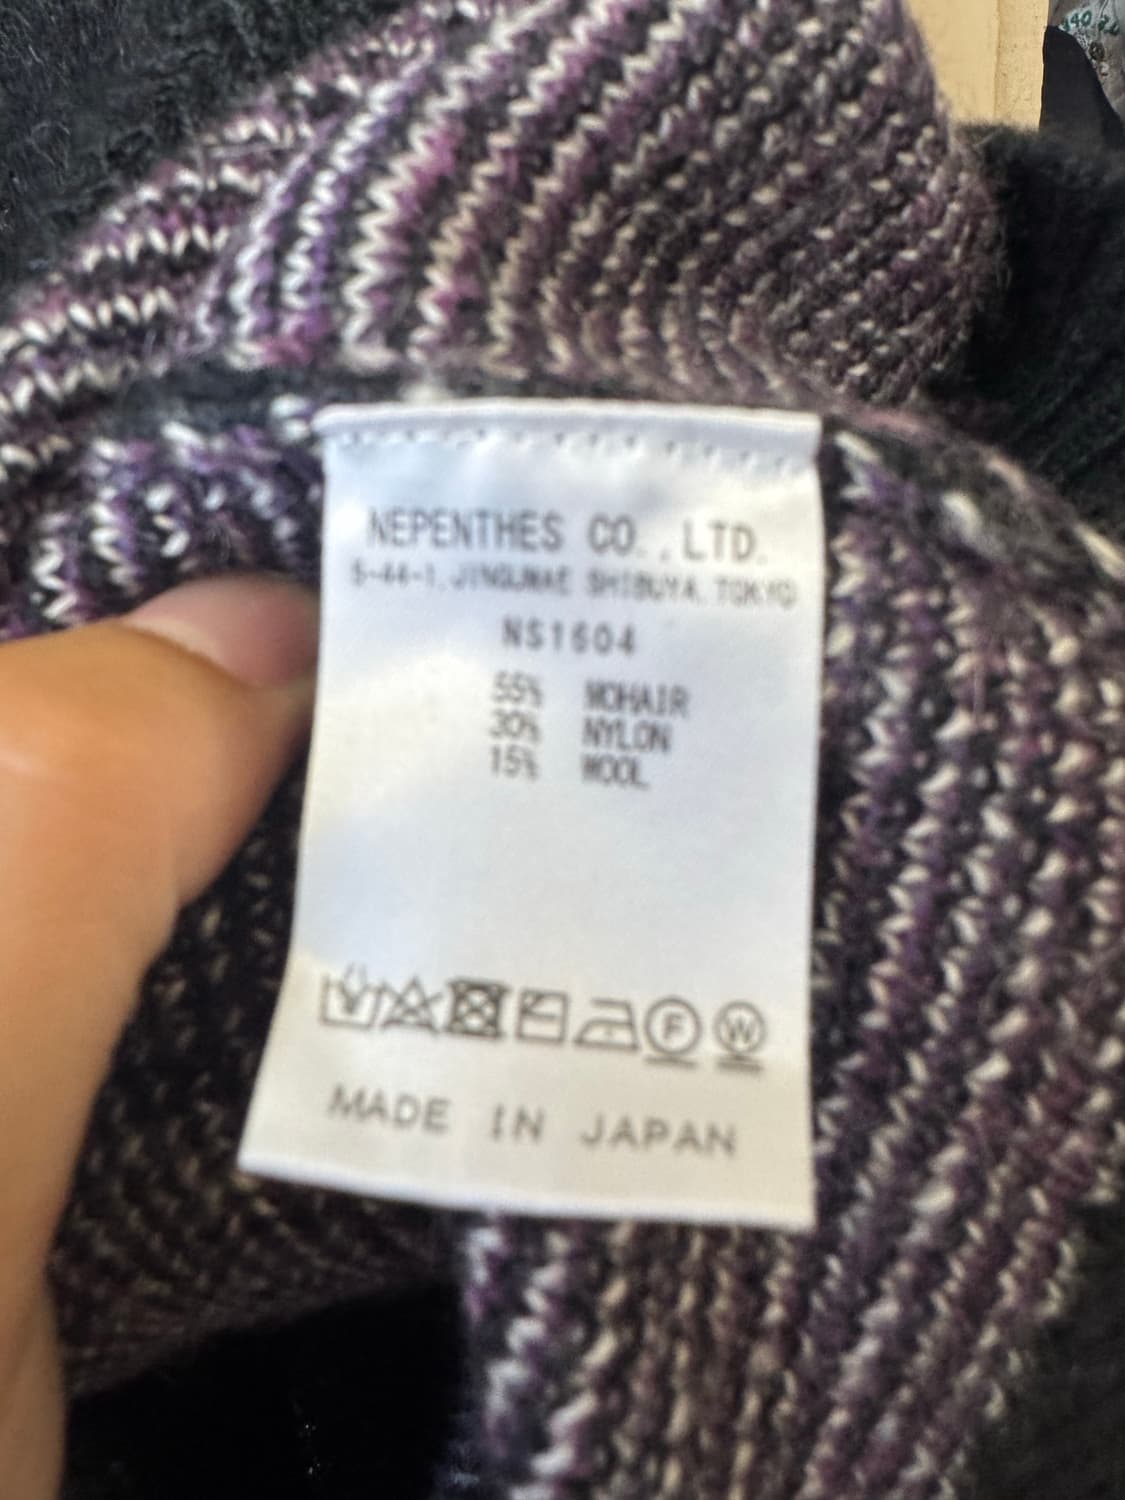 NEPENTHES CO., LTD.
5-44-1, JINGUMAE SHIBUYA, TOKYO
NS1604
55% MOHAIR
30% NYLON
15% WOOL
F W
MADE IN JAPAN